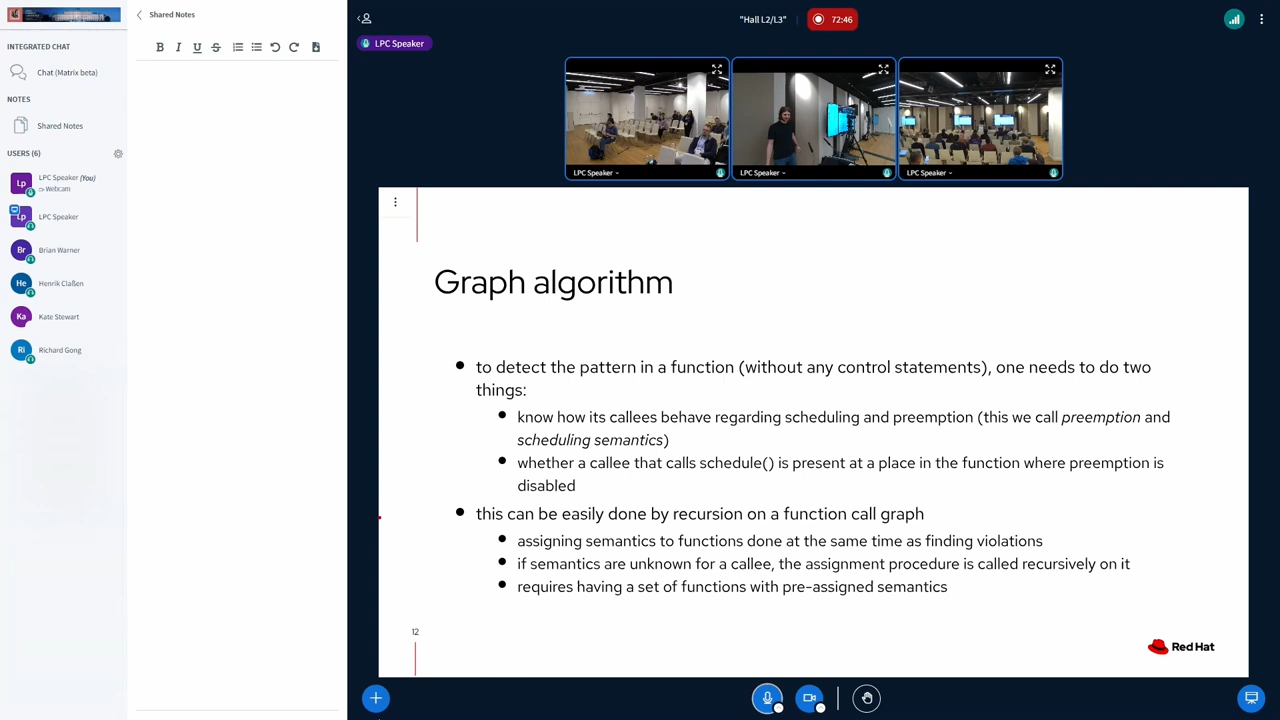 INTEGRATED CHAT
Chat (Matrix beta)
NOTES
Shared Notes
USERS (6)
Lp
LPC Speaker (You)
Webcam
Lp
LPC Speaker
Br
Brian Warner
He
Henrik Claßen
Ka
Kate Stewart
Ri
Richard Gong
Shared Notes
B I U S
"Hall L2/L3"
72:46
LPC Speaker
LPC Speaker
LPC Speaker
LPC Speaker
Graph algorithm
to detect the pattern in a function (without any control statements), one needs to do two
things:
know how its callees behave regarding scheduling and preemption (this we call preemption and
scheduling semantics)
whether a callee that calls schedule() is present at a place in the function where preemption is
disabled
this can be easily done by recursion on a function call graph
assigning semantics to functions done at the same time as finding violations
if semantics are unknown for a callee, the assignment procedure is called recursively on it
requires having a set of functions with pre-assigned semantics
12
Red Hat